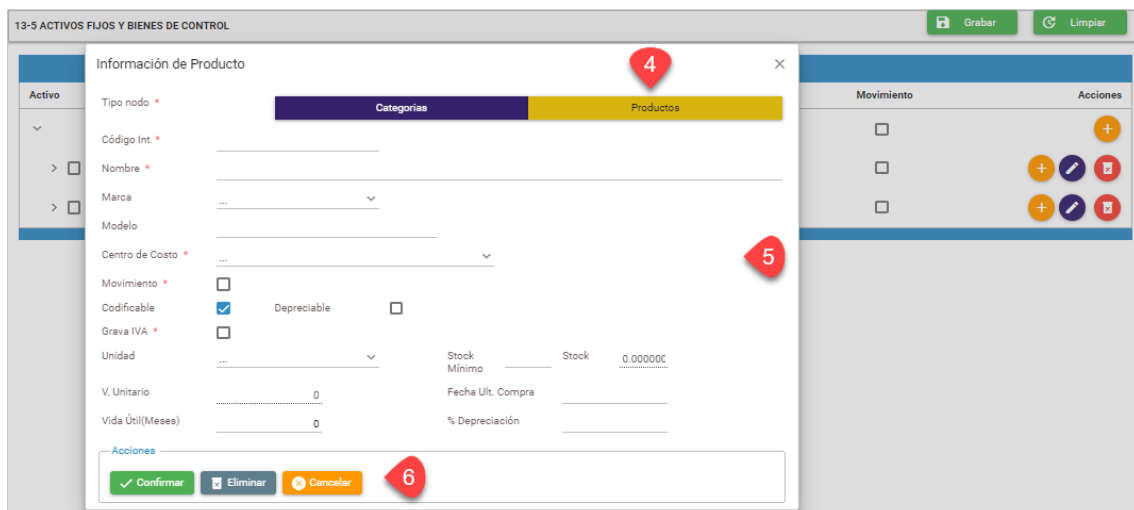 13-5 ACTIVOS FIJOS Y BIENES DE CONTROL
Grabar
Limpiar
Información de Producto
4
Activo
Movimiento
Acciones
Tipo nodo *
Categorias
Productos
Código Int *
Nombre *
Marca
...
Modelo
Centro de Costo *
...
5
Movimiento *
Codificable
Depreciable
Grava IVA *
Unidad
...
Stock Mínimo
Stock
0.000000
V. Unitario
0
Fecha Ult. Compra
Vida Útil(Meses)
0
% Depreciación
Acciones
Confirmar
Eliminar
Cancelar
6